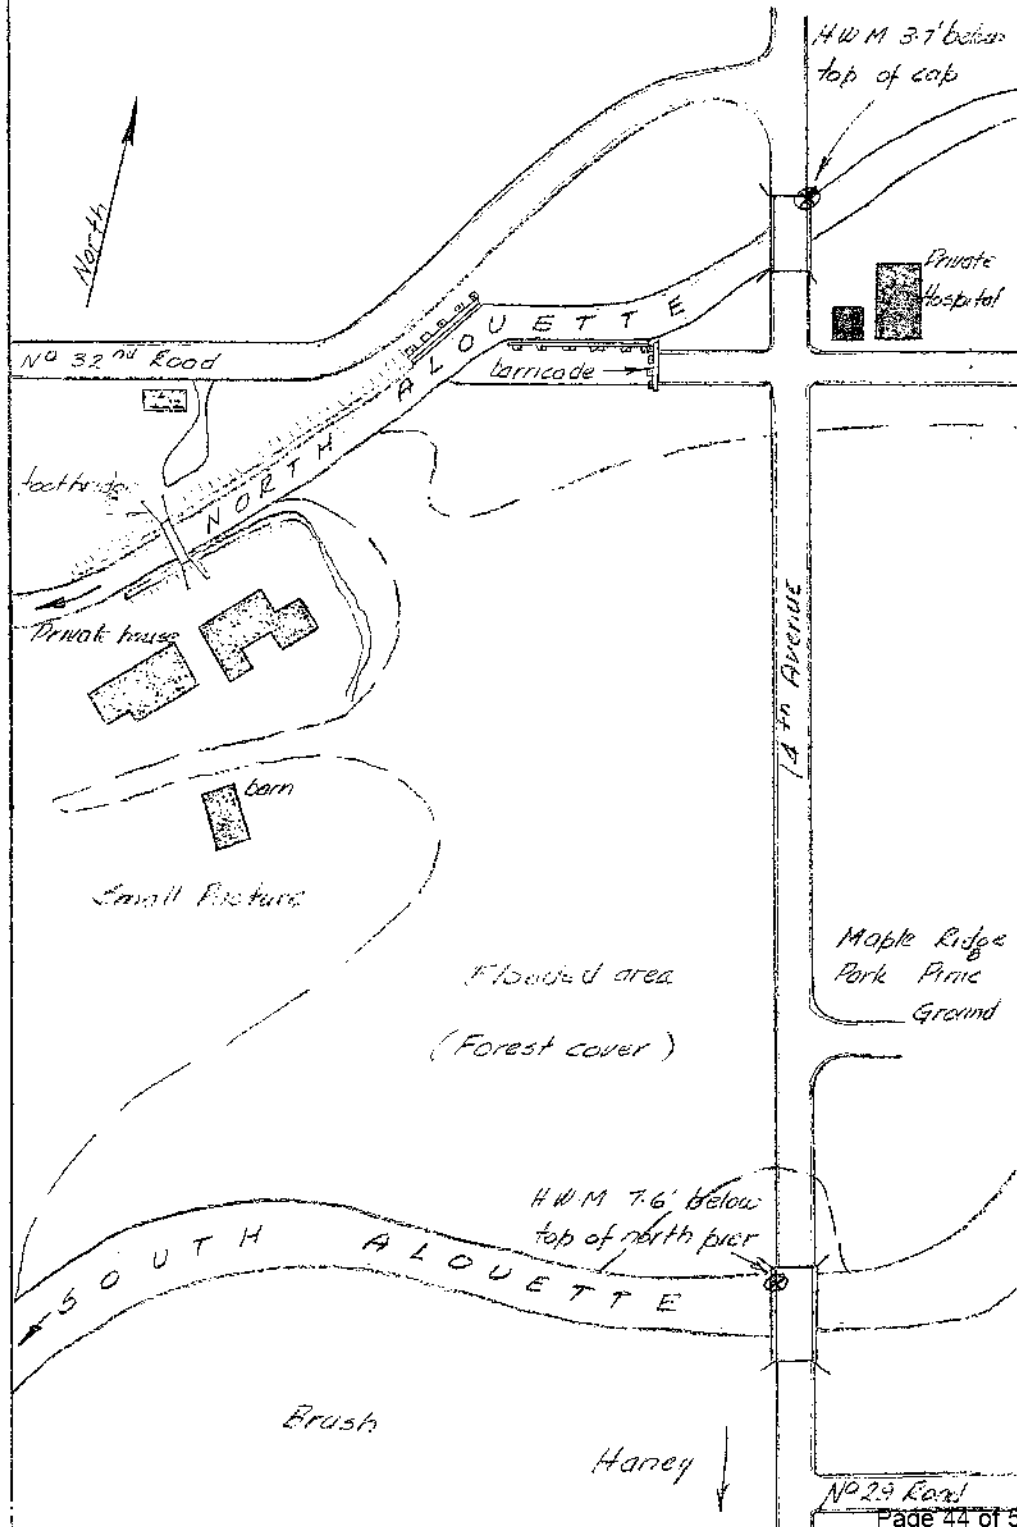 HWM 3.7' below
top of cap
North
Private
Hospital
No 32nd Road
NORTH ALOUETTE
barricade
footbridge
Private house
14th Avenue
barn
Small Pasture
Maple Ridge
Park Picnic
Ground
Flooded area
(Forest cover)
HWM 7.6' below
top of north pier
SOUTH ALOUETTE
Brush
Haney
No 29 Road
Page 44 of 5